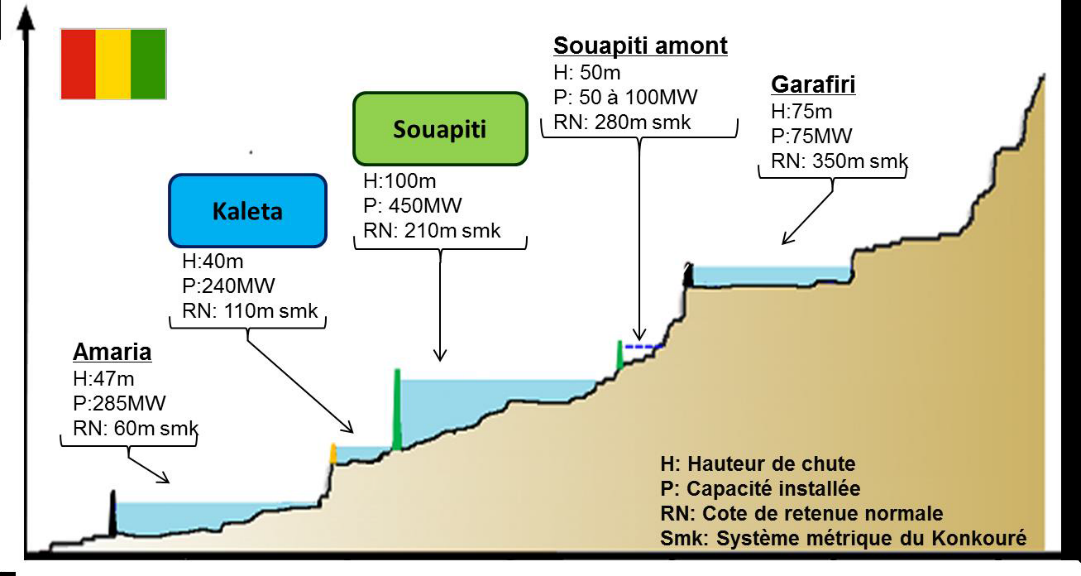 Souapiti amont
H: 50m
P: 50 à 100MW
RN: 280m smk
Garafiri
H:75m
P:75MW
RN: 350m smk
Souapiti
H:100m
P: 450MW
RN: 210m smk
Kaleta
H:40m
P:240MW
RN: 110m smk
Amaria
H:47m
P:285MW
RN: 60m smk
H: Hauteur de chute
P: Capacité installée
RN: Cote de retenue normale
Smk: Système métrique du Konkouré